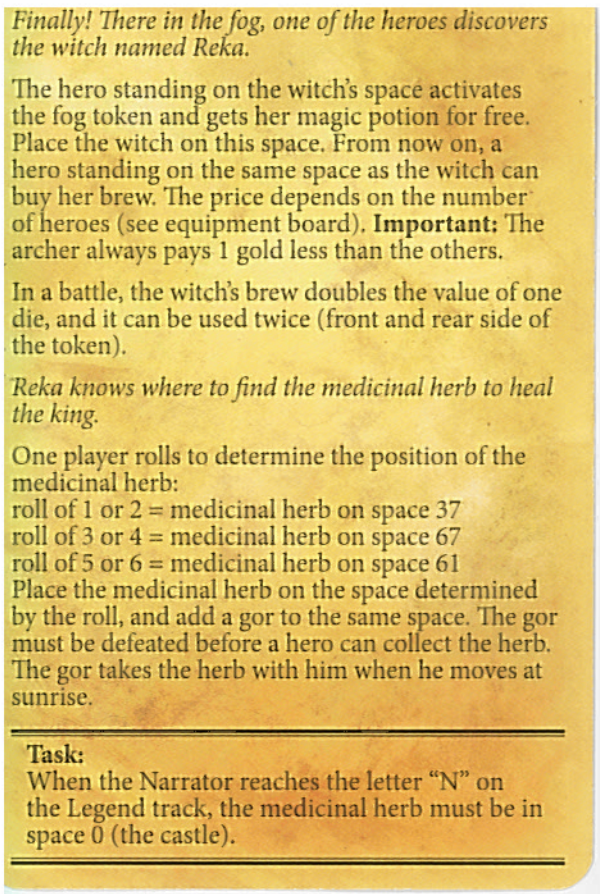 Finally! There in the fog, one of the heroes discovers
the witch named Reka.
The hero standing on the witch's space activates
the fog token and gets her magic potion for free.
Place the witch on this space. From now on, a
hero standing on the same space as the witch can
buy her brew. The price depends on the number
of heroes (see equipment board). Important: The
archer always pays 1 gold less than the others.
In a battle, the witch's brew doubles the value of one
die, and it can be used twice (front and rear side of
the token).
Reka knows where to find the medicinal herb to heal
the king.
One player rolls to determine the position of the
medicinal herb:
roll of 1 or 2 = medicinal herb on space 37
roll of 3 or 4 = medicinal herb on space 67
roll of 5 or 6 = medicinal herb on space 61
Place the medicinal herb on the space determined
by the roll, and add a gor to the same space. The gor
must be defeated before a hero can collect the herb.
The gor takes the herb with him when he moves at
sunrise.
Task:
When the Narrator reaches the letter “N” on
the Legend track, the medicinal herb must be in
space 0 (the castle).